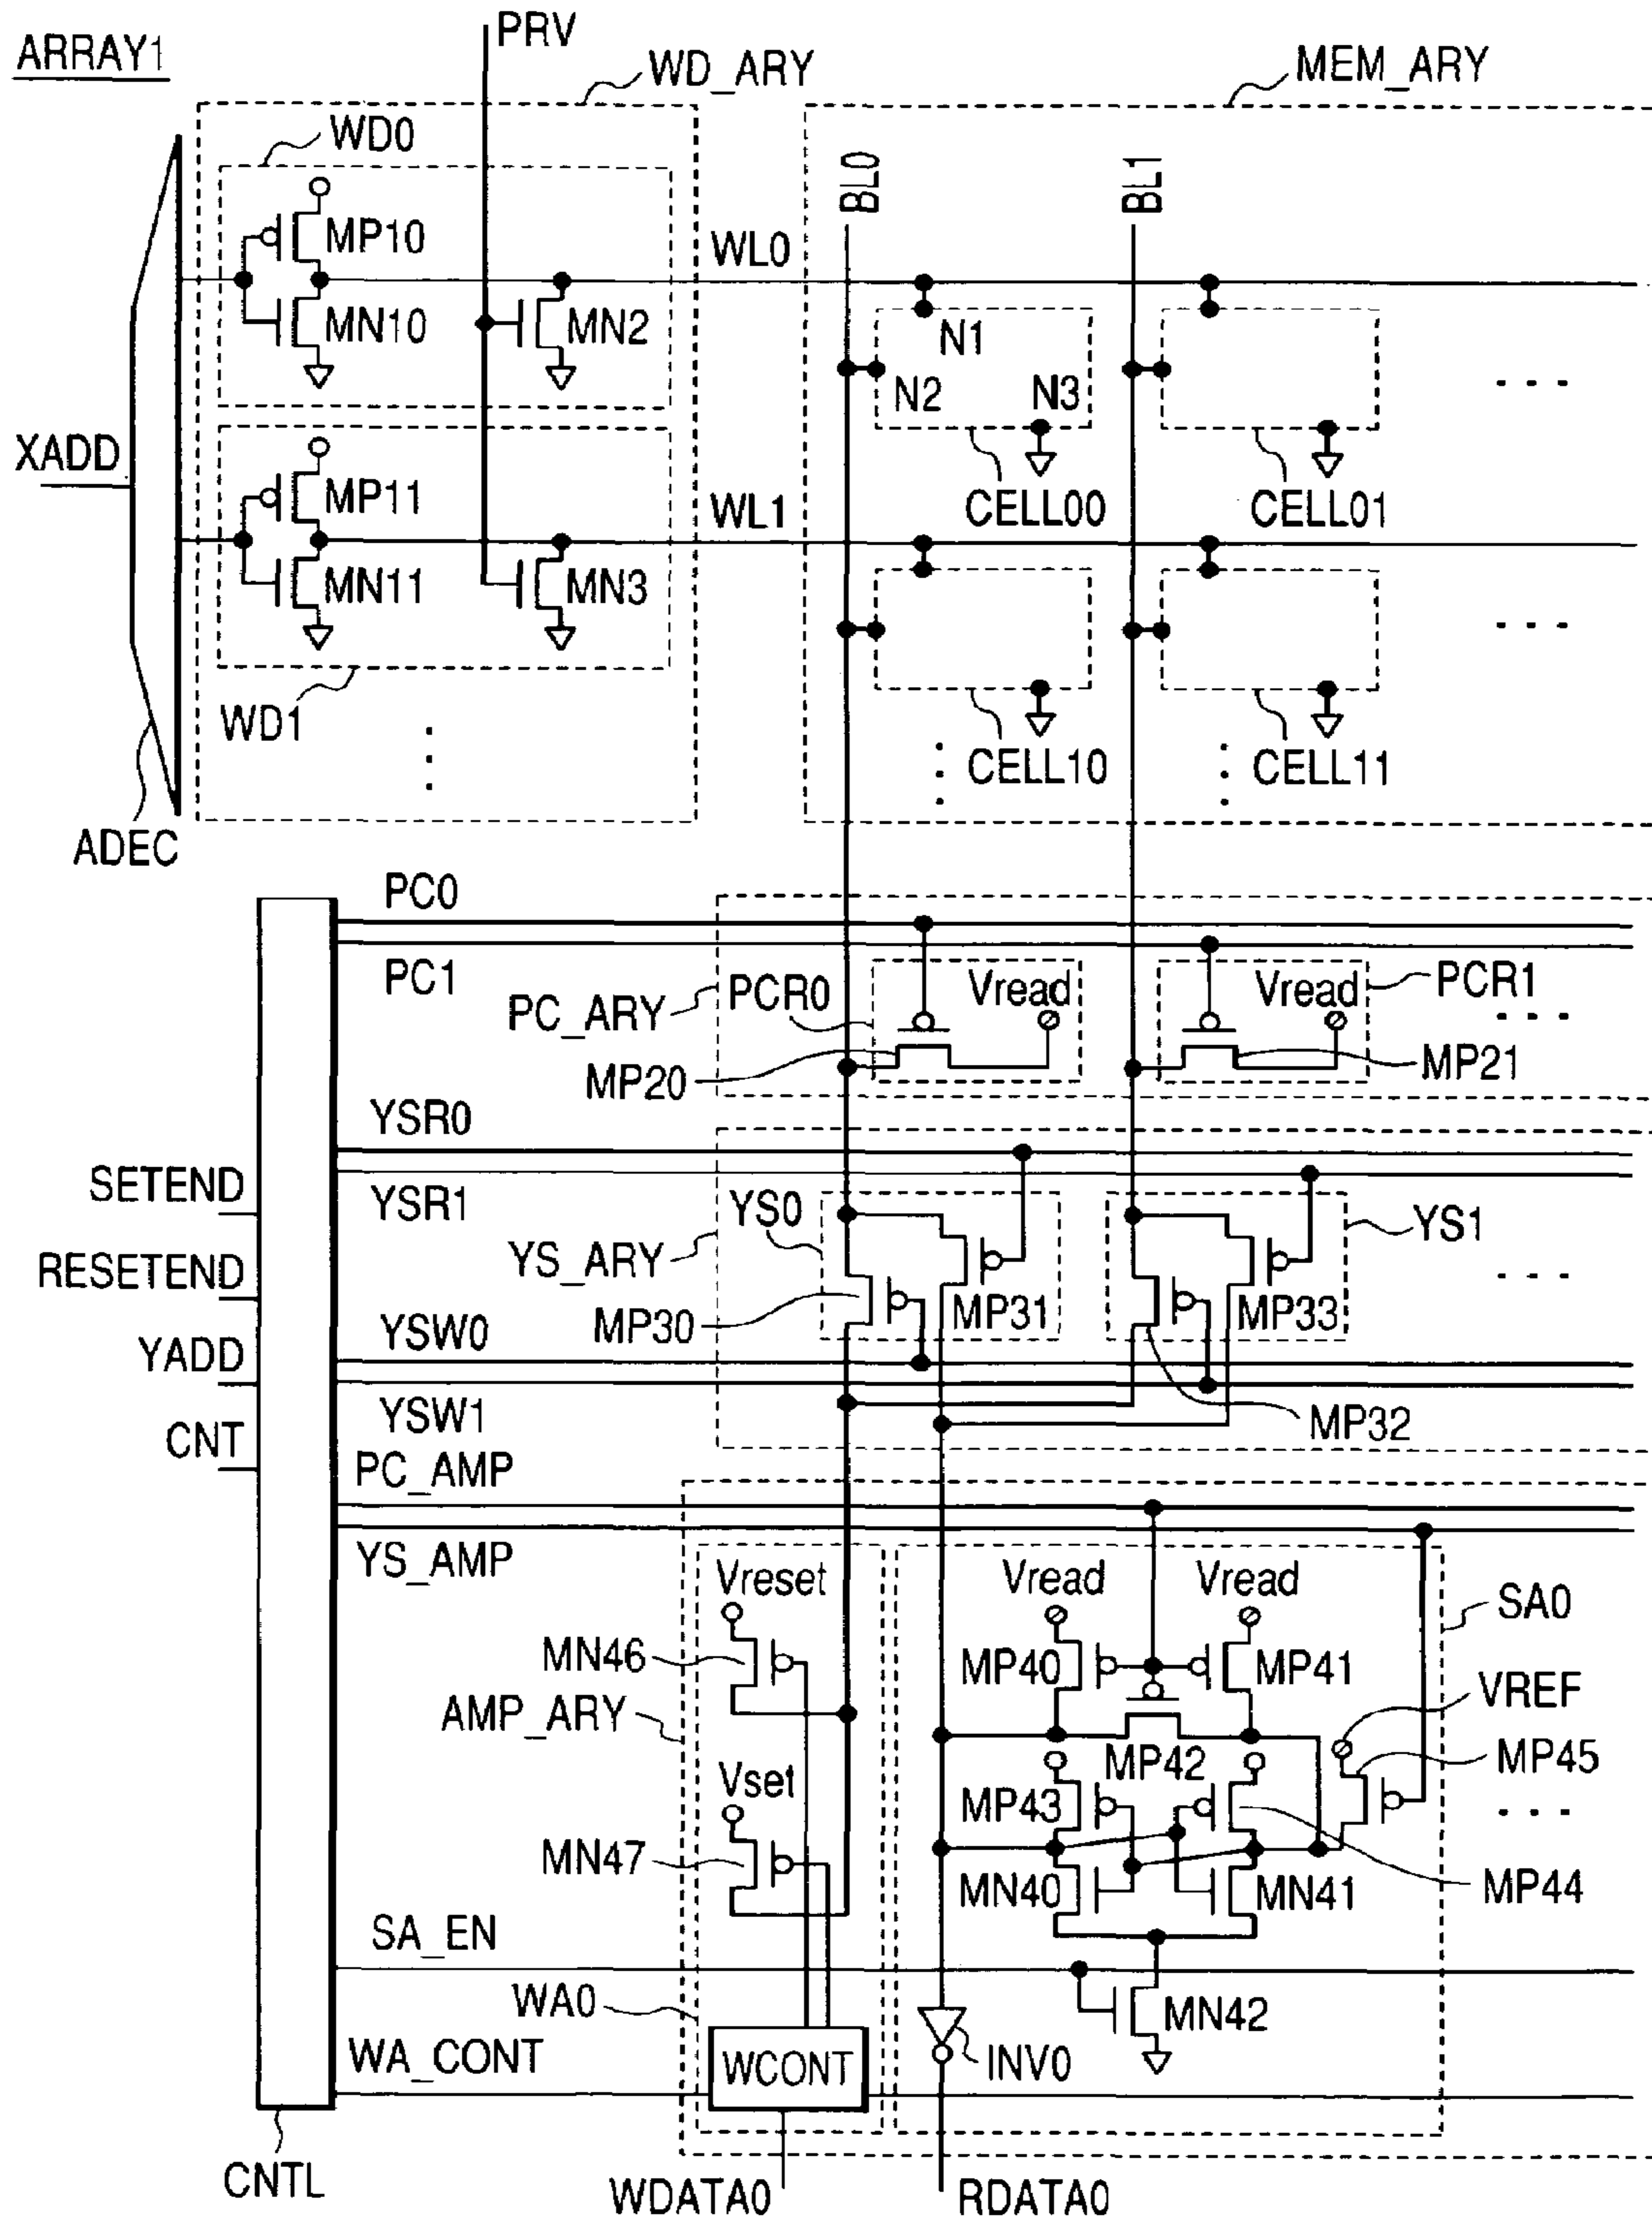 ARRAY1
PRV
WD_ARY
MEM_ARY
WD0
BL0
BL1
MP10
MN10
MN2
WL0
N1
N2
N3
. . .
XADD
MP11
MN11
MN3
WL1
CELL00
CELL01
. . .
WD1
CELL10
CELL11
ADEC
PC0
PC1
PC_ARY
PCR0
Vread
Vread
PCR1
. . .
MP20
MP21
YSR0
SETEND
YSR1
YS0
YS1
YS_ARY
RESETEND
. . .
MP30
MP31
MP33
YADD
YSW0
YSW1
MP32
CNT
PC_AMP
YS_AMP
Vreset
Vread
Vread
SA0
MN46
MP40
MP41
VREF
AMP_ARY
MP42
MP45
Vset
MP43
. . .
MN47
MN40
MN41
MP44
SA_EN
WA0
MN42
WA_CONT
WCONT
INV0
CNTL
WDATA0
RDATA0